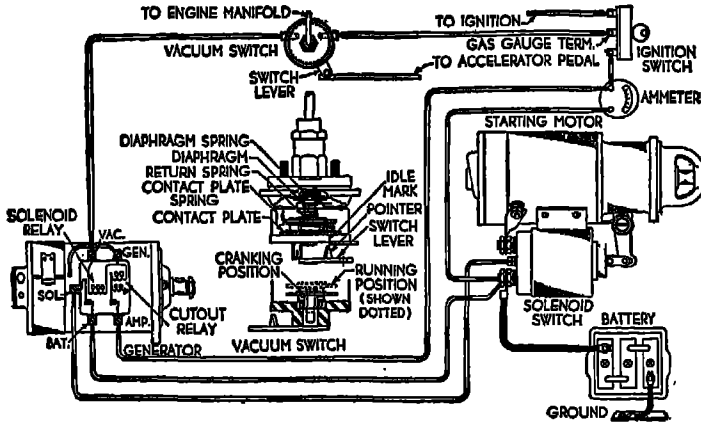 TO ENGINE MANIFOLD
TO IGNITION
VACUUM SWITCH
GAS GAUGE TERM.
IGNITION
SWITCH
SWITCH
LEVER
TO ACCELERATOR PEDAL
AMMETER
STARTING MOTOR
DIAPHRAGM SPRING
DIAPHRAGM
RETURN SPRING
CONTACT PLATE
SPRING
CONTACT PLATE
IDLE
MARK
POINTER
SWITCH
LEVER
SOLENOID
RELAY
VAC.
GEN.
SOL.
CUTOUT
RELAY
BAT.
AMP.
GENERATOR
CRANKING
POSITION
RUNNING
POSITION
(SHOWN
DOTTED)
VACUUM SWITCH
SOLENOID
SWITCH
BATTERY
GROUND